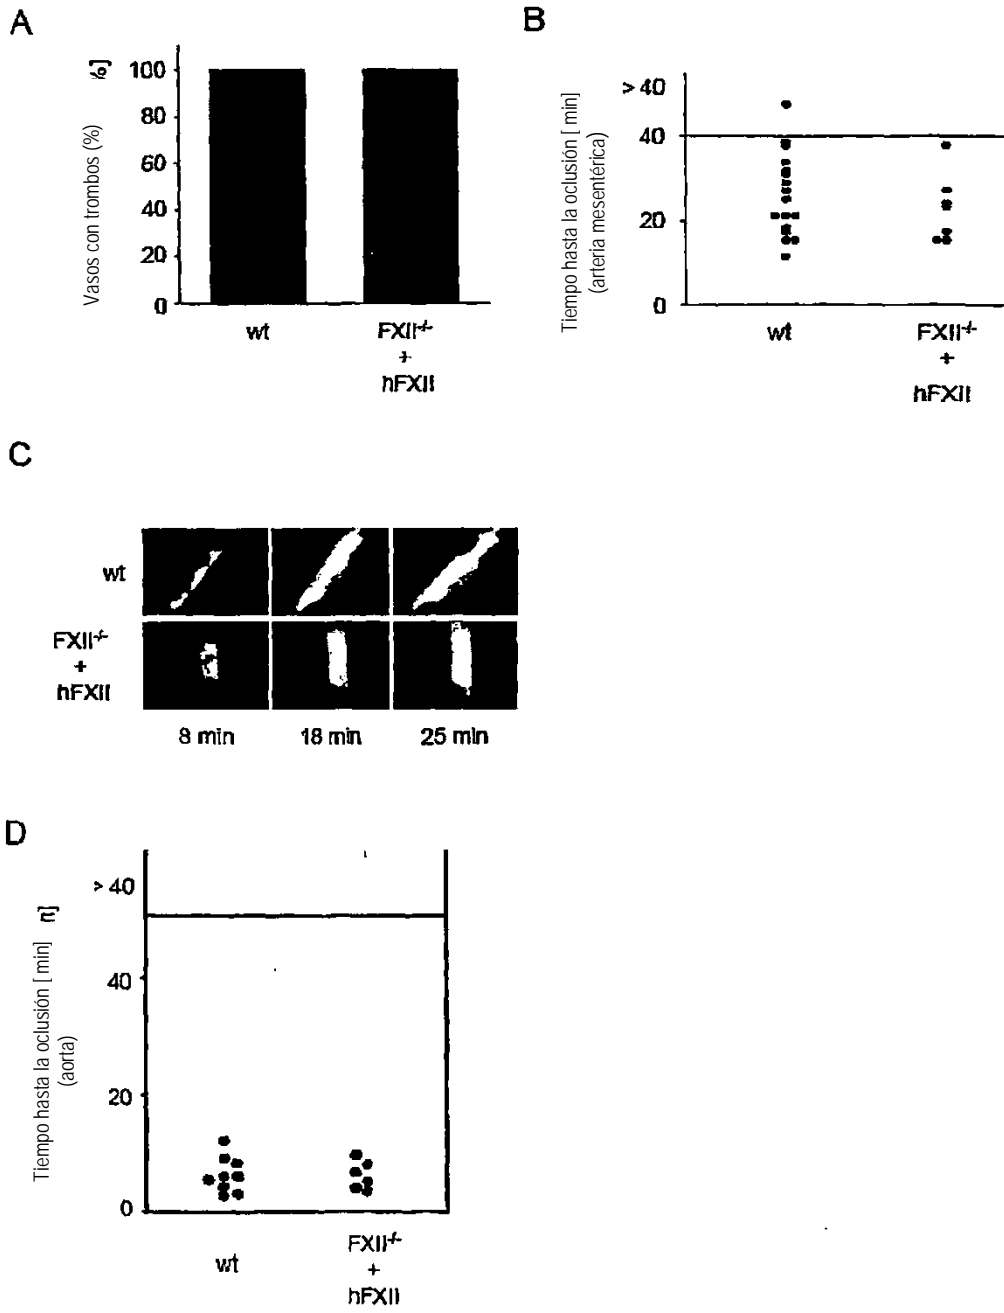 A
%]
Vasos con trombos (%)
100
80
60
40
20
0
wt
FXII-/-
+
hFXII
B
Tiempo hasta la oclusión [min]
(arteria mesentérica)
> 40
40
20
0
wt
FXII-/-
+
hFXII
C
wt
FXII-/-
+
hFXII
8 min
18 min
25 min
D
n]
Tiempo hasta la oclusión [min]
(aorta)
> 40
40
20
0
wt
FXII-/-
+
hFXII